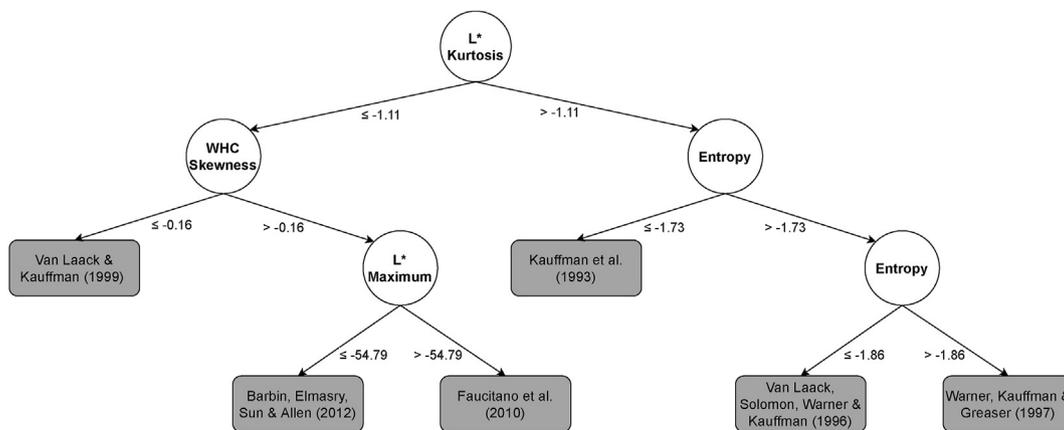 L*
Kurtosis
≤ -1.11
> -1.11
WHC
Skewness
Entropy
≤ -0.16
> -0.16
≤ -1.73
> -1.73
Van Laack &
Kauffman (1999)
L*
Maximum
Kauffman et al.
(1993)
Entropy
≤ -54.79
> -54.79
≤ -1.86
> -1.86
Barbin, Elmasry,
Sun & Allen (2012)
Faucitano et al.
(2010)
Van Laack,
Solomon, Warner &
Kauffman (1996)
Warner, Kauffman &
Greaser (1997)